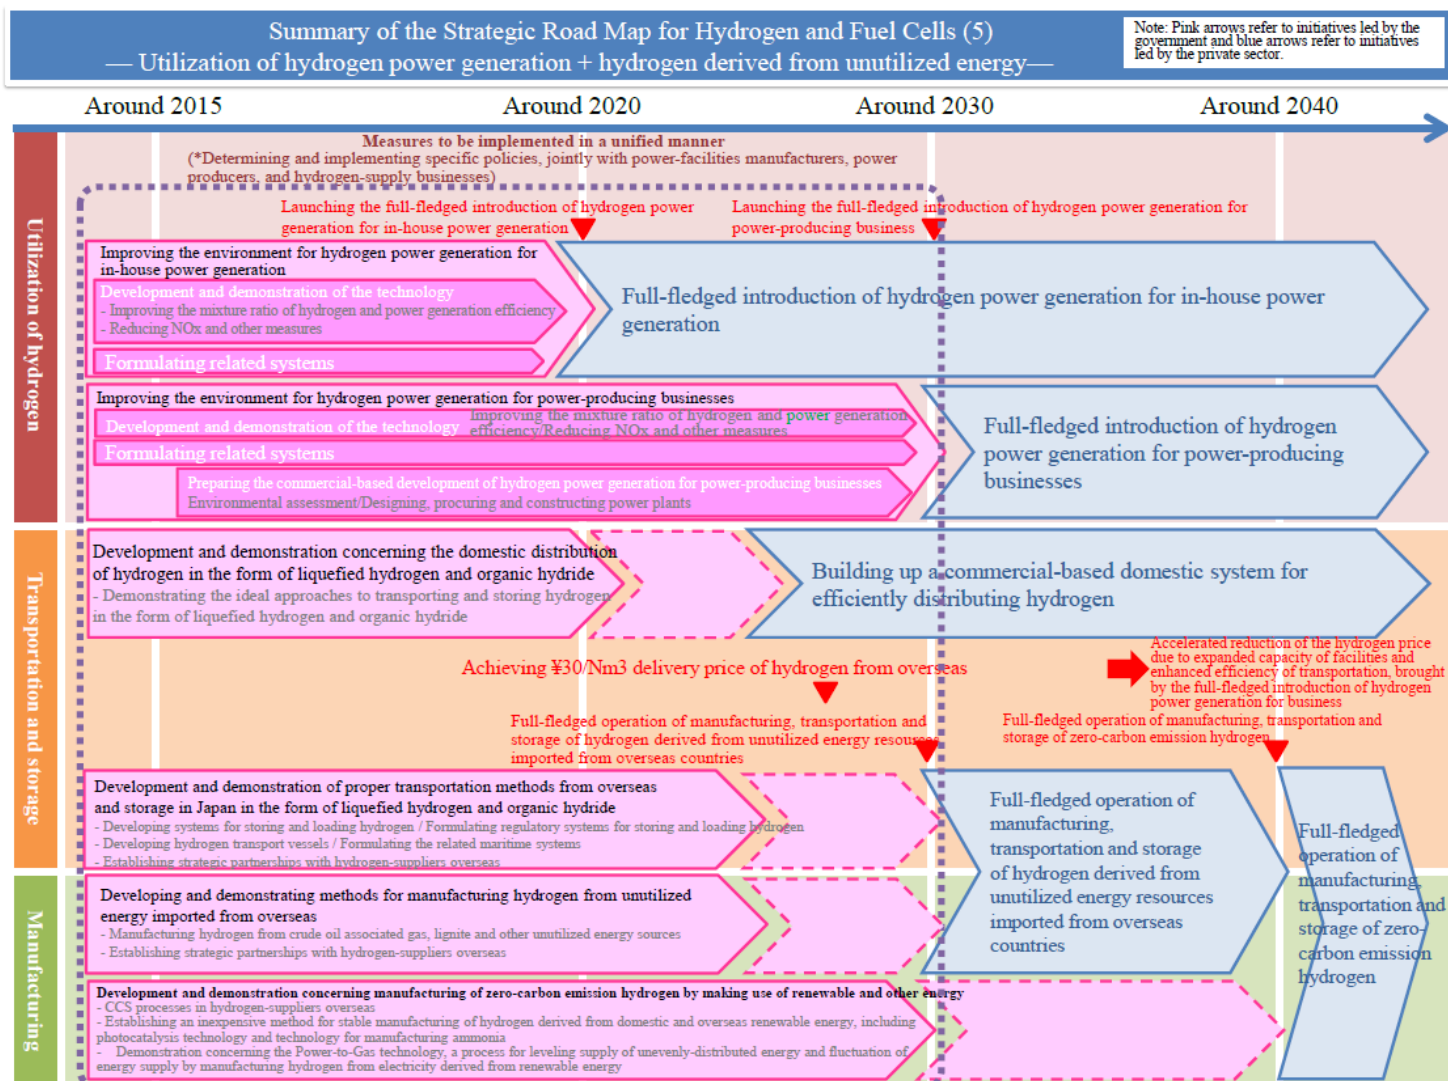 Summary of the Strategic Road Map for Hydrogen and Fuel Cells (5)
— Utilization of hydrogen power generation + hydrogen derived from unutilized energy—
Note: Pink arrows refer to initiatives led by the
government and blue arrows refer to initiatives
led by the private sector.
Around 2015
Around 2020
Around 2030
Around 2040
Utilization of hydrogen
Measures to be implemented in a unified manner
(*Determining and implementing specific policies, jointly with power-facilities manufacturers, power
producers, and hydrogen-supply businesses)
Launching the full-fledged introduction of hydrogen power
generation for in-house power generation
Launching the full-fledged introduction of hydrogen power generation for
power-producing business
Improving the environment for hydrogen power generation for
in-house power generation
Development and demonstration of the technology
- Improving the mixture ratio of hydrogen and power generation efficiency
- Reducing NOx and other measures
Formulating related systems
Full-fledged introduction of hydrogen power generation for in-house power
generation
Improving the environment for hydrogen power generation for power-producing businesses
Development and demonstration of the technology
Improving the mixture ratio of hydrogen and power generation
efficiency/Reducing NOx and other measures
Formulating related systems
Preparing the commercial-based development of hydrogen power generation for power-producing businesses
Environmental assessment/Designing, procuring and constructing power plants
Full-fledged introduction of hydrogen
power generation for power-producing
businesses
Transportation and storage
Development and demonstration concerning the domestic distribution
of hydrogen in the form of liquefied hydrogen and organic hydride
- Demonstrating the ideal approaches to transporting and storing hydrogen
in the form of liquefied hydrogen and organic hydride
Building up a commercial-based domestic system for
efficiently distributing hydrogen
Achieving ¥30/Nm3 delivery price of hydrogen from overseas
Accelerated reduction of the hydrogen price
due to expanded capacity of facilities and
enhanced efficiency of transportation, brought
by the full-fledged introduction of hydrogen
power generation for business
Full-fledged operation of manufacturing, transportation and
storage of hydrogen derived from unutilized energy resources
imported from overseas countries
Full-fledged operation of manufacturing, transportation and
storage of zero-carbon emission hydrogen
Development and demonstration of proper transportation methods from overseas
and storage in Japan in the form of liquefied hydrogen and organic hydride
- Developing systems for storing and loading hydrogen / Formulating regulatory systems for storing and loading hydrogen
- Developing hydrogen transport vessels / Formulating the related maritime systems
- Establishing strategic partnerships with hydrogen-suppliers overseas
Full-fledged operation of
manufacturing,
transportation and storage
of hydrogen derived from
unutilized energy resources
imported from overseas
countries
Full-fledged
operation of
manufacturing,
transportation and
storage of zero-
carbon emission
hydrogen
Manufacturing
Developing and demonstrating methods for manufacturing hydrogen from unutilized
energy imported from overseas
- Manufacturing hydrogen from crude oil associated gas, lignite and other unutilized energy sources
- Establishing strategic partnerships with hydrogen-suppliers overseas
Development and demonstration concerning manufacturing of zero-carbon emission hydrogen by making use of renewable and other energy
- CCS processes in hydrogen-suppliers overseas
- Establishing an inexpensive method for stable manufacturing of hydrogen derived from domestic and overseas renewable energy, including
photocatalysis technology and technology for manufacturing ammonia
- Demonstration concerning the Power-to-Gas technology, a process for leveling supply of unevenly-distributed energy and fluctuation of
energy supply by manufacturing hydrogen from electricity derived from renewable energy